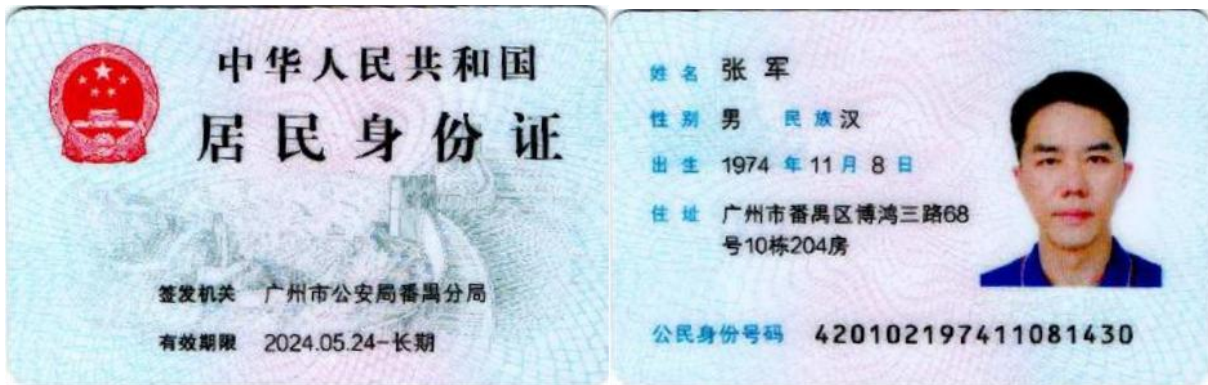 中华人民共和国
居民身份证
签发机关 广州市公安局番禺分局
有效期限 2024.05.24-长期
姓名 张军
性别 男 民族 汉
出生 1974 年 11 月 8 日
住址 广州市番禺区博鸿三路68
号10栋204房
公民身份号码 420102197411081430